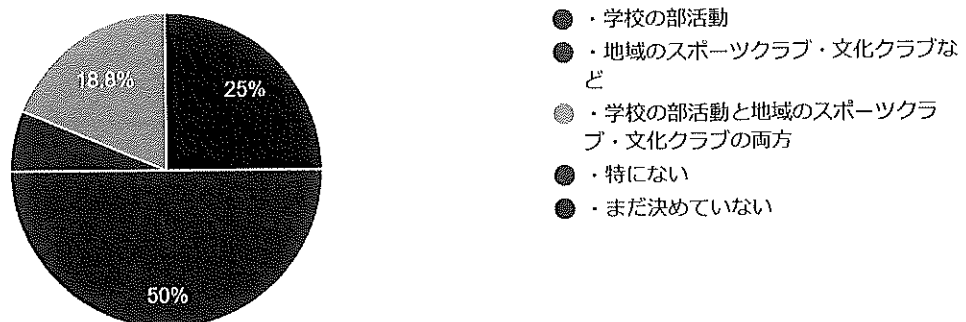 18.8%
25%
50%
・学校の部活動
・地域のスポーツクラブ・文化クラブな
ど
・学校の部活動と地域のスポーツクラ
ブ・文化クラブの両方
・特にない
・まだ決めていない